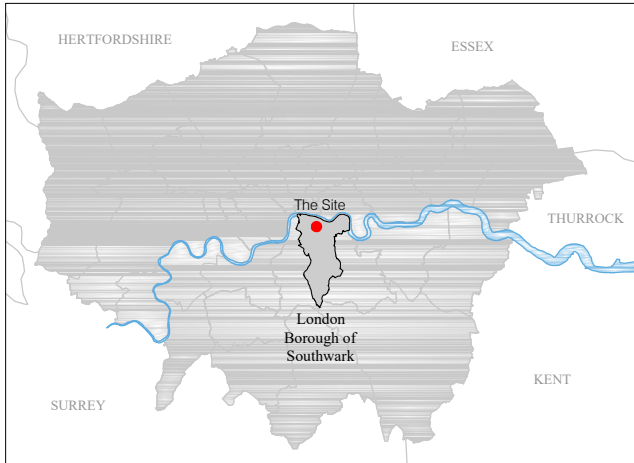 HERTFORDSHIRE
ESSEX
The Site
THURROCK
London
Borough of
Southwark
KENT
SURREY